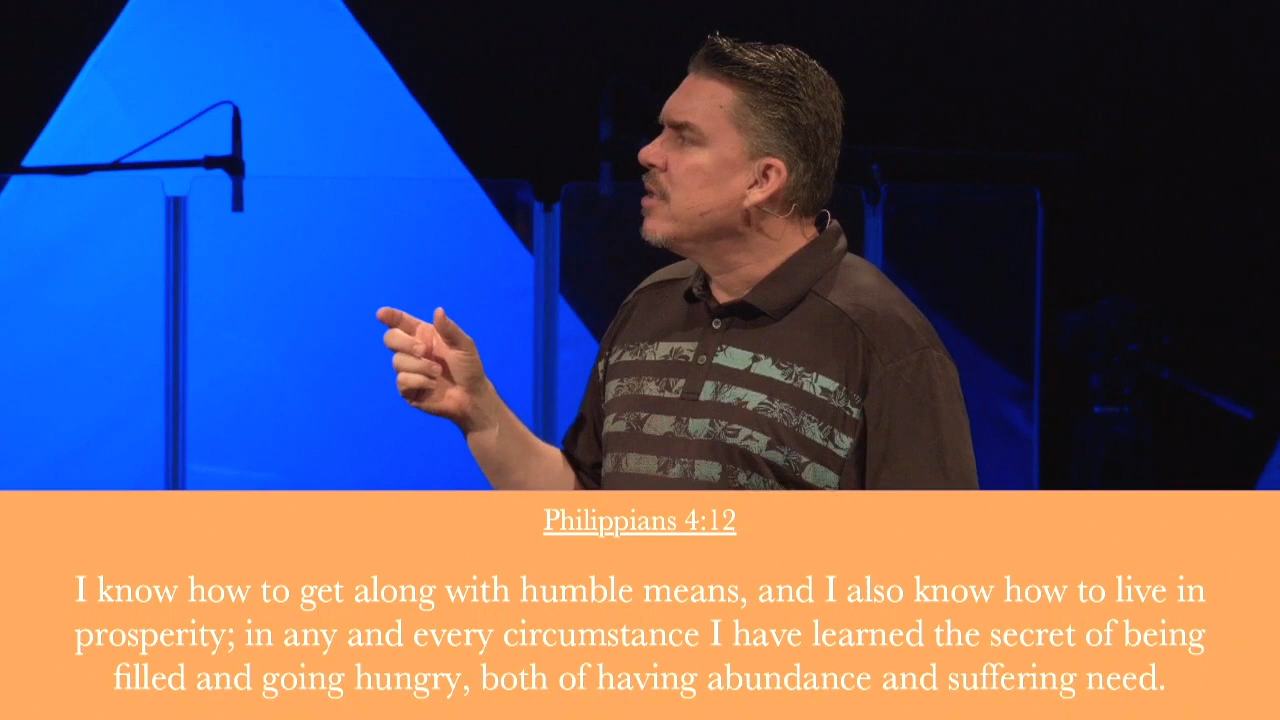 Philippians 4:12
I know how to get along with humble means, and I also know how to live in
prosperity; in any and every circumstance I have learned the secret of being
filled and going hungry, both of having abundance and suffering need.